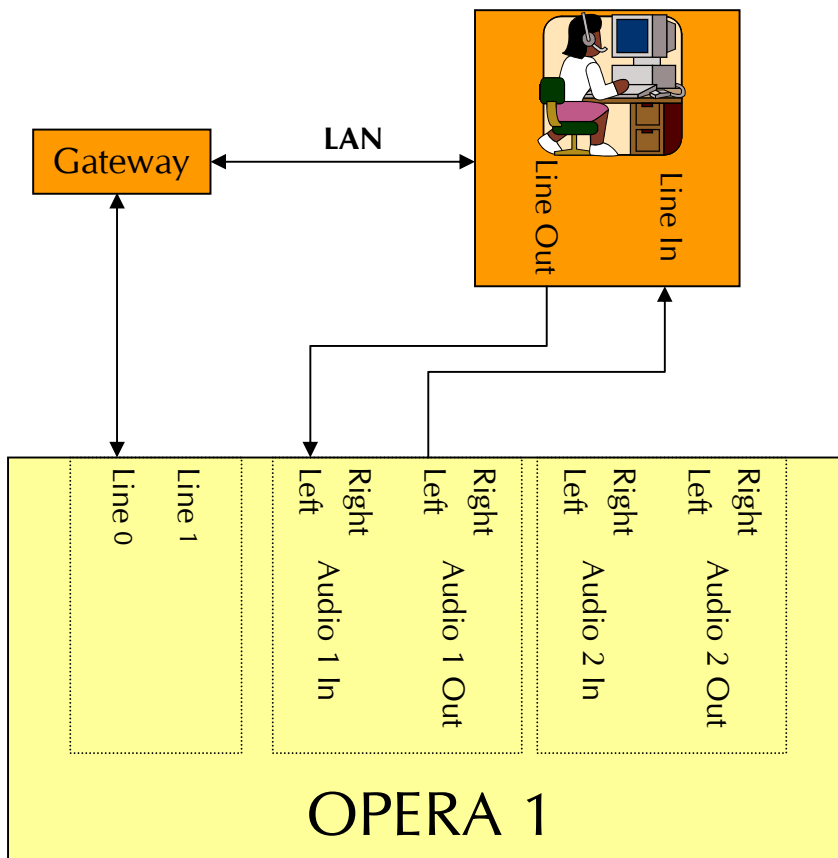 LAN
Gateway
Line Out
Line In
Line 0
Line 1
Left
Right
Audio 1 In
Left
Right
Audio 1 Out
Left
Right
Audio 2 In
Left
Right
Audio 2 Out
OPERA 1